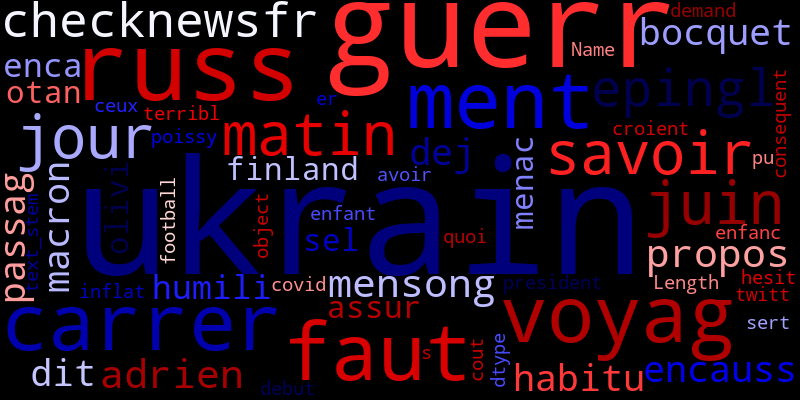 checknewsfr
guerr
demand
bocquet
Name
enca
russ
otan
ceux
er
terribl
ment
epingl
consequent
jour
poissy
matin
dej
croient
savoir
pu
finland
avoir
menac
passag
text_stem
macron
olivi
football
ukrain
object
enfant
sel
quoi
juin
enfanc
propos
inflat
humili
covid
mensong
president
Length
hesit
twitt
carrer
assur
voyag
sert
faut
s
cout
dtype
dit
adrien
debut
habitu
encauss